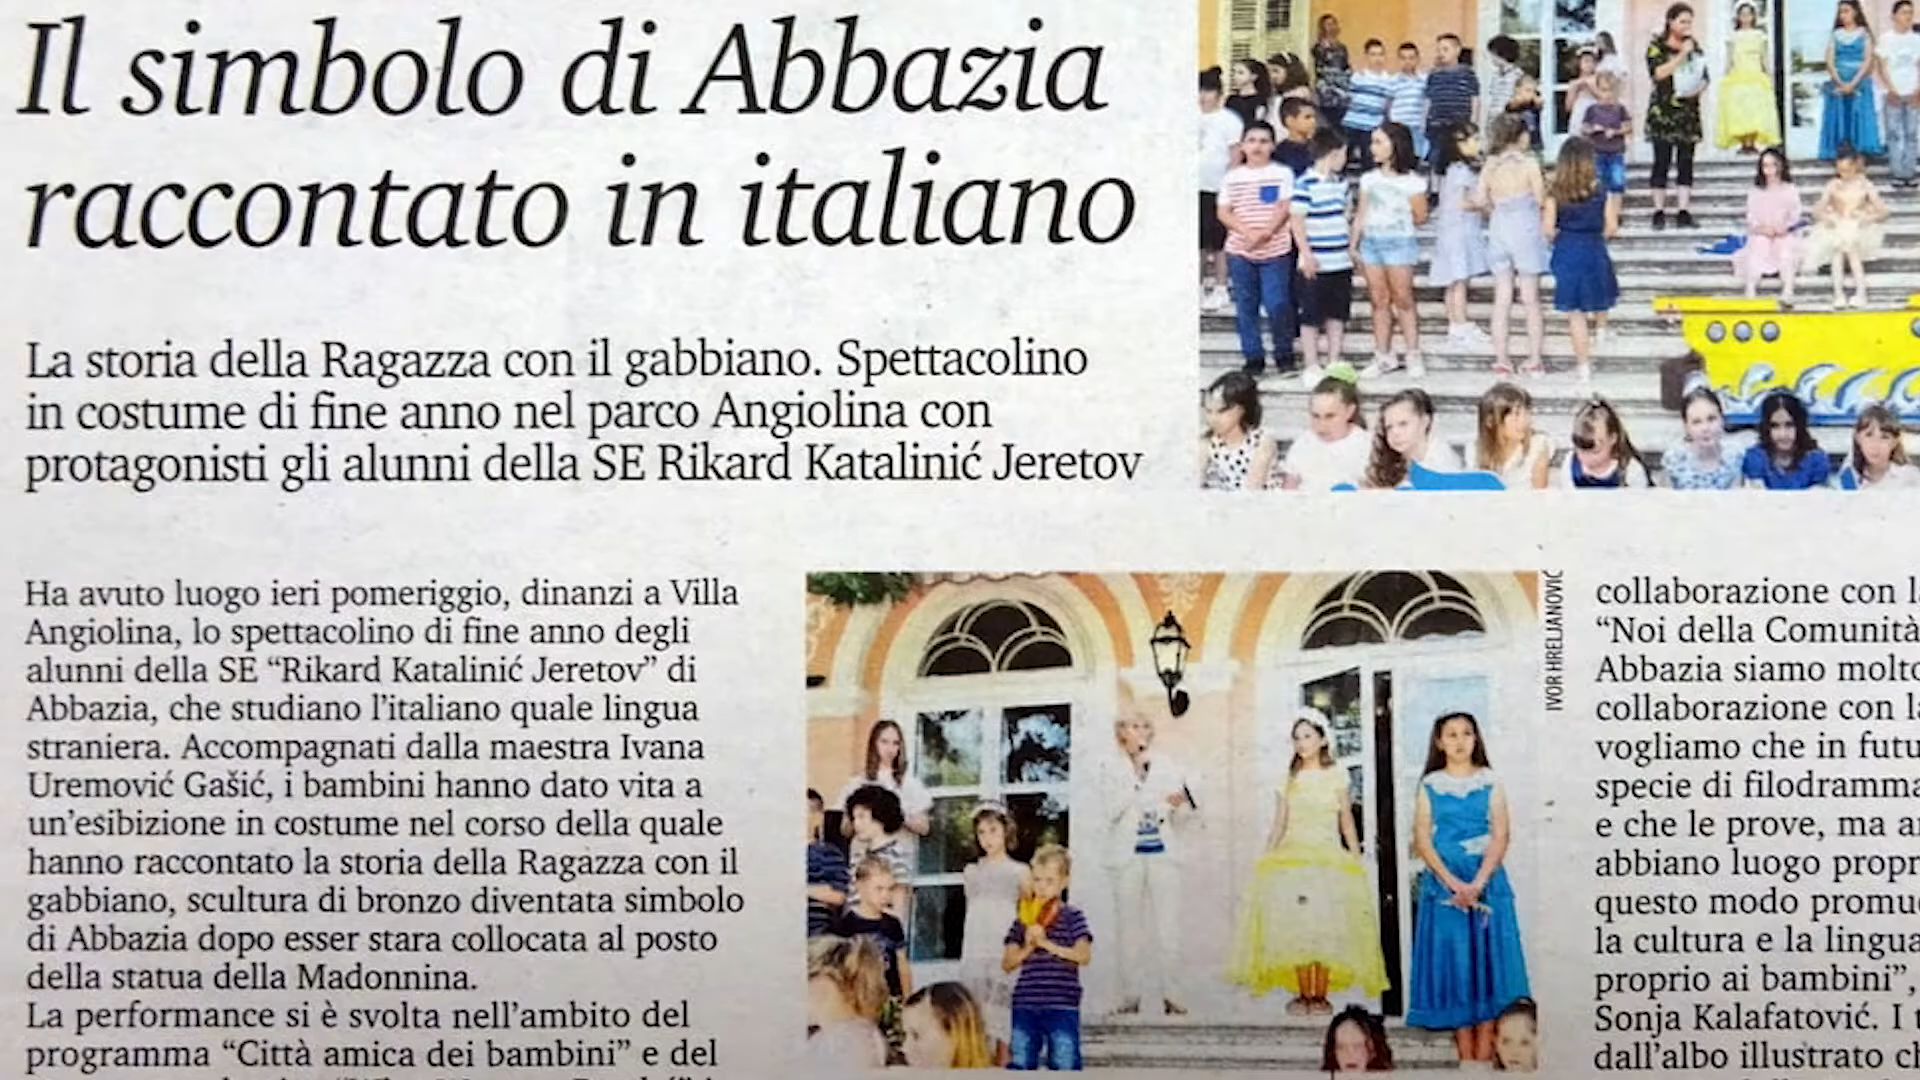 Il simbolo di Abbazia
raccontato in italiano
La storia della Ragazza con il gabbiano. Spettacolino
in costume di fine anno nel parco Angiolina con
protagonisti gli alunni della SE Rikard Katalinić Jeretov
Ha avuto luogo ieri pomeriggio, dinanzi a Villa
Angiolina, lo spettacolino di fine anno degli
alunni della SE “Rikard Katalinić Jeretov” di
Abbazia, che studiano l’italiano quale lingua
straniera. Accompagnati dalla maestra Ivana
Uremović Gašić, i bambini hanno dato vita a
un’esibizione in costume nel corso della quale
hanno raccontato la storia della Ragazza con il
gabbiano, scultura di bronzo diventata simbolo
di Abbazia dopo esser stara collocata al posto
della statua della Madonnina.
La performance si è svolta nell’ambito del
programma “Città amica dei bambini” e del
IVOR HRELJANOVIĆ
collaborazione con
“Noi della Comunità
Abbazia siamo
collaborazione con
vogliamo che in
specie di
e che le prove, ma
abbiano luogo
questo modo
la cultura e la lingua
proprio ai bambini”,
Sonja Kalafatović. I
dall’albo illustrato